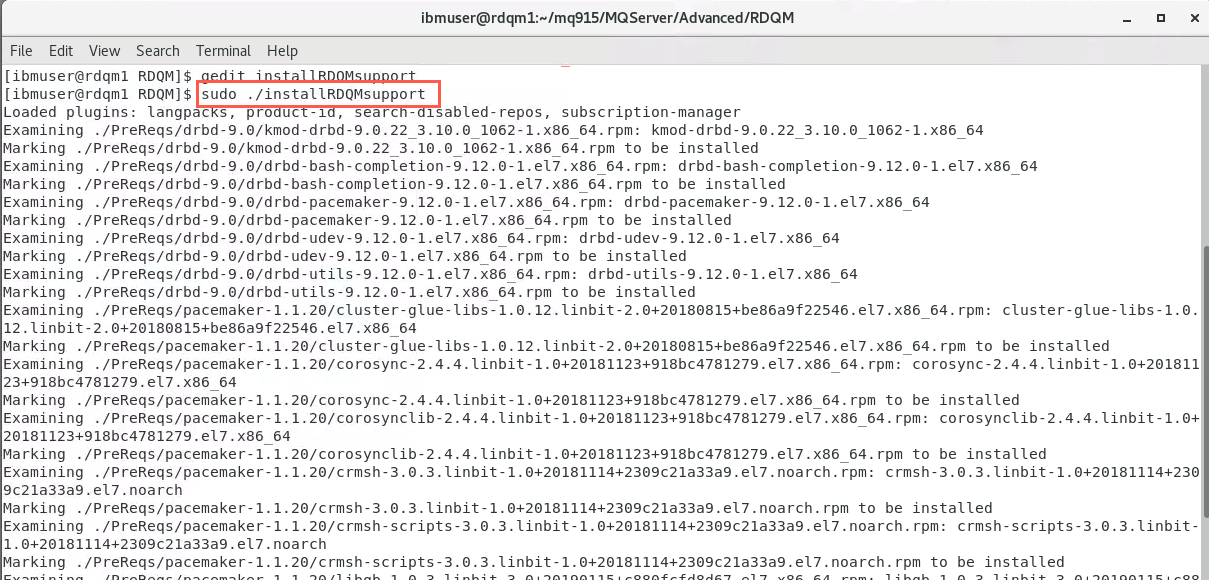 ibmuser@rdqm1:~/mq915/MQServer/Advanced/RDQM
File Edit View Search Terminal Help
[ibmuser@rdqm1 RDQM]$ gedit installRDQMsupport
[ibmuser@rdqm1 RDQM]$ sudo ./installRDQMsupport
Loaded plugins: langpacks, product-id, search-disabled-repos, subscription-manager
Examining ./PreReqs/drbd-9.0/kmod-drbd-9.0.22_3.10.0_1062-1.x86_64.rpm: kmod-drbd-9.0.22_3.10.0_1062-1.x86_64
Marking ./PreReqs/drbd-9.0/kmod-drbd-9.0.22_3.10.0_1062-1.x86_64.rpm to be installed
Examining ./PreReqs/drbd-9.0/drbd-bash-completion-9.12.0-1.el7.x86_64.rpm: drbd-bash-completion-9.12.0-1.el7.x86_64
Marking ./PreReqs/drbd-9.0/drbd-bash-completion-9.12.0-1.el7.x86_64.rpm to be installed
Examining ./PreReqs/drbd-9.0/drbd-pacemaker-9.12.0-1.el7.x86_64.rpm: drbd-pacemaker-9.12.0-1.el7.x86_64
Marking ./PreReqs/drbd-9.0/drbd-pacemaker-9.12.0-1.el7.x86_64.rpm to be installed
Examining ./PreReqs/drbd-9.0/drbd-udev-9.12.0-1.el7.x86_64.rpm: drbd-udev-9.12.0-1.el7.x86_64
Marking ./PreReqs/drbd-9.0/drbd-udev-9.12.0-1.el7.x86_64.rpm to be installed
Examining ./PreReqs/drbd-9.0/drbd-utils-9.12.0-1.el7.x86_64.rpm: drbd-utils-9.12.0-1.el7.x86_64
Marking ./PreReqs/drbd-9.0/drbd-utils-9.12.0-1.el7.x86_64.rpm to be installed
Examining ./PreReqs/pacemaker-1.1.20/cluster-glue-libs-1.0.12.linbit-2.0+20180815+be86a9f22546.el7.x86_64.rpm: cluster-glue-libs-1.0.
12.linbit-2.0+20180815+be86a9f22546.el7.x86_64
Marking ./PreReqs/pacemaker-1.1.20/cluster-glue-libs-1.0.12.linbit-2.0+20180815+be86a9f22546.el7.x86_64.rpm to be installed
Examining ./PreReqs/pacemaker-1.1.20/corosync-2.4.4.linbit-1.0+20181123+918bc4781279.el7.x86_64.rpm: corosync-2.4.4.linbit-1.0+201811
23+918bc4781279.el7.x86_64
Marking ./PreReqs/pacemaker-1.1.20/corosync-2.4.4.linbit-1.0+20181123+918bc4781279.el7.x86_64.rpm to be installed
Examining ./PreReqs/pacemaker-1.1.20/corosynclib-2.4.4.linbit-1.0+20181123+918bc4781279.el7.x86_64.rpm: corosynclib-2.4.4.linbit-1.0+
20181123+918bc4781279.el7.x86_64
Marking ./PreReqs/pacemaker-1.1.20/corosynclib-2.4.4.linbit-1.0+20181123+918bc4781279.el7.x86_64.rpm to be installed
Examining ./PreReqs/pacemaker-1.1.20/crmsh-3.0.3.linbit-1.0+20181114+2309c21a33a9.el7.noarch.rpm: crmsh-3.0.3.linbit-1.0+20181114+230
9c21a33a9.el7.noarch
Marking ./PreReqs/pacemaker-1.1.20/crmsh-3.0.3.linbit-1.0+20181114+2309c21a33a9.el7.noarch.rpm to be installed
Examining ./PreReqs/pacemaker-1.1.20/crmsh-scripts-3.0.3.linbit-1.0+20181114+2309c21a33a9.el7.noarch.rpm: crmsh-scripts-3.0.3.linbit-
1.0+20181114+2309c21a33a9.el7.noarch
Marking ./PreReqs/pacemaker-1.1.20/crmsh-scripts-3.0.3.linbit-1.0+20181114+2309c21a33a9.el7.noarch.rpm to be installed